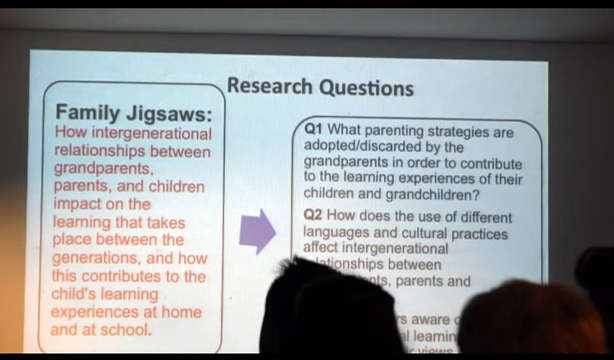 Research Questions
Family Jigsaws:
How intergenerational
relationships between
grandparents,
parents, and children
impact on the
learning that takes
place between the
generations, and how
this contributes to the
child's learning
experiences at home
and at school.
Q1 What parenting strategies are
adopted/discarded by the
grandparents in order to contribute
to the learning experiences of their
children and grandchildren?
Q2 How does the use of different
languages and cultural practices
affect intergenerational
between
parents and
aware